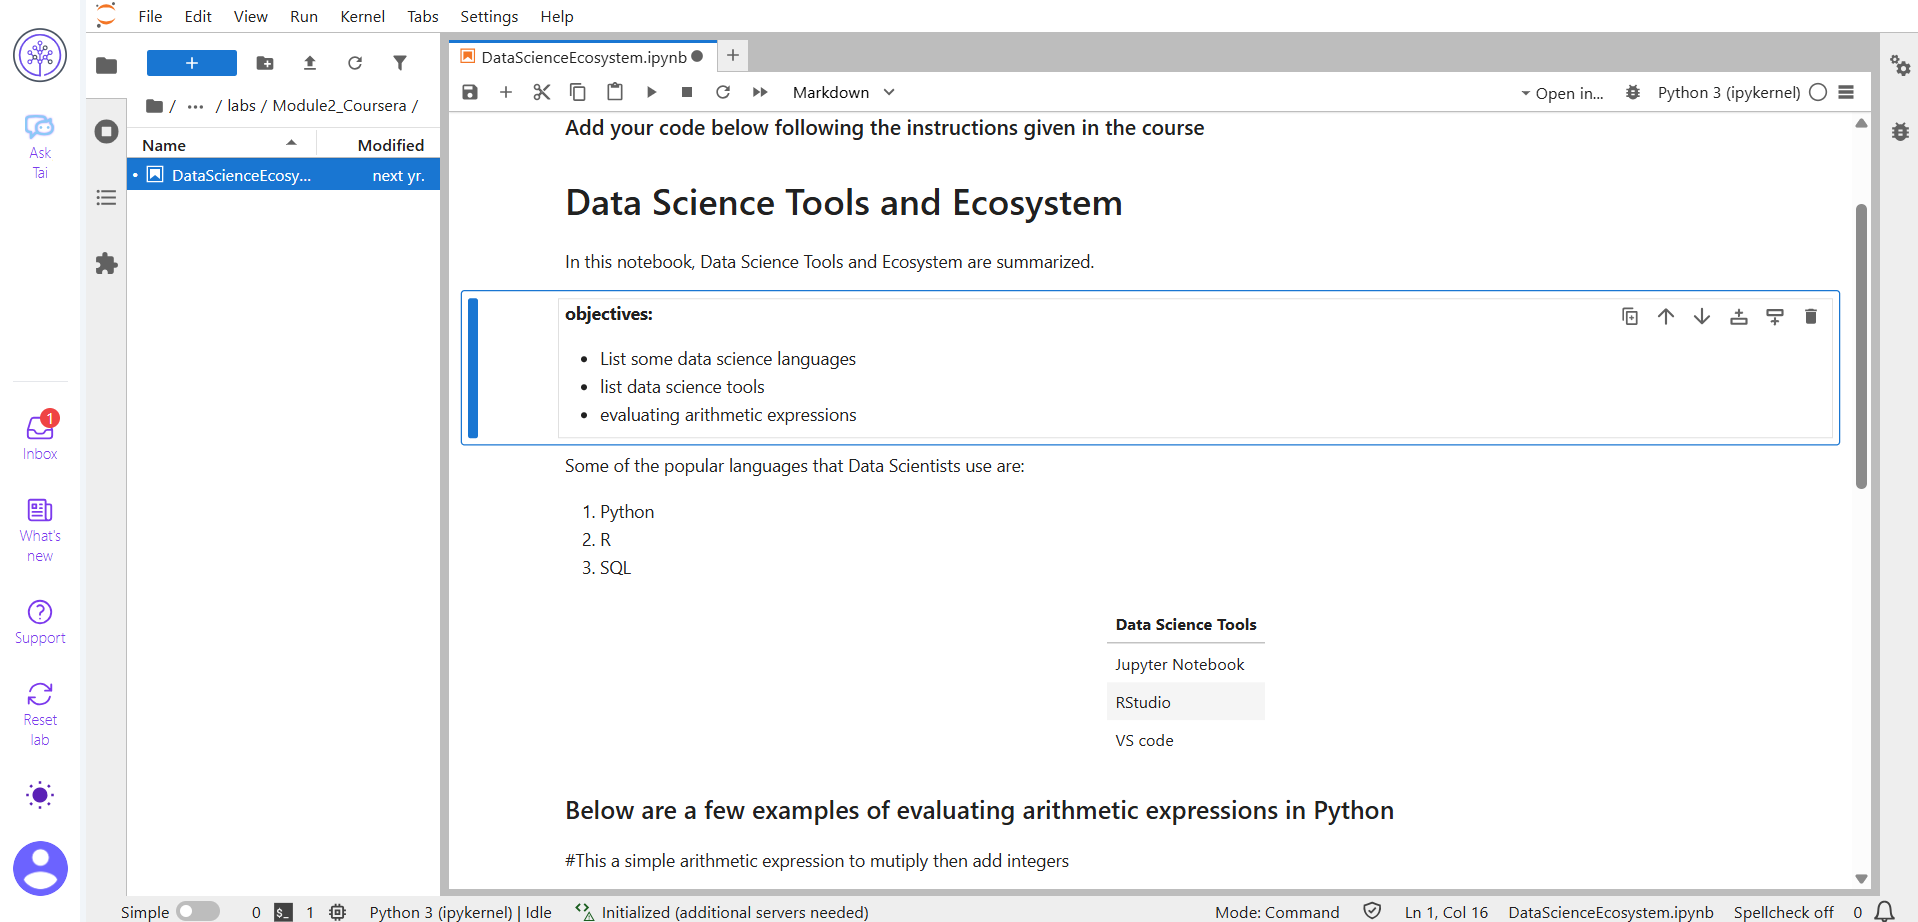 File Edit View Run Kernel Tabs Settings Help
Ask
Tai
1
Inbox
What's
new
Support
Reset
lab
/ ... / labs / Module2_Coursera /
Name Modified
DataScienceEcosy... next yr.
DataScienceEcosystem.ipynb
Markdown
Open in...
Python 3 (ipykernel)
Add your code below following the instructions given in the course
Data Science Tools and Ecosystem
In this notebook, Data Science Tools and Ecosystem are summarized.
objectives:
• List some data science languages
• list data science tools
• evaluating arithmetic expressions
Some of the popular languages that Data Scientists use are:
1. Python
2. R
3. SQL
Data Science Tools
Jupyter Notebook
RStudio
VS code
Below are a few examples of evaluating arithmetic expressions in Python
#This a simple arithmetic expression to mutiply then add integers
Simple 0 $_ 1 Python 3 (ipykernel) | Idle Initialized (additional servers needed) Mode: Command Ln 1, Col 16 DataScienceEcosystem.ipynb Spellcheck off 0